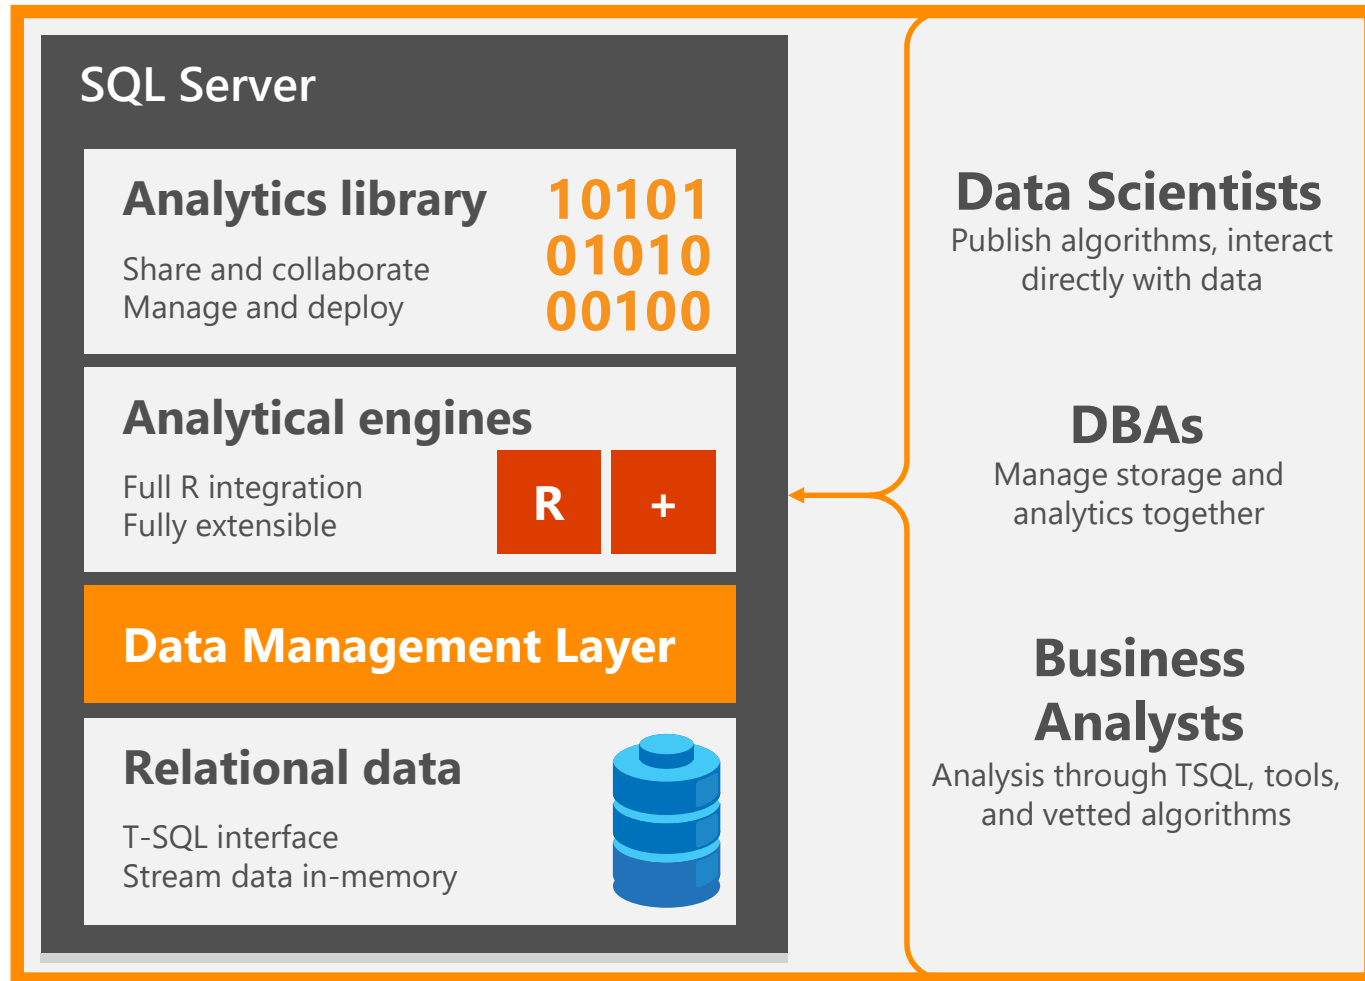 SQL Server
Analytics library
Share and collaborate
Manage and deploy
10101
01010
00100
Analytical engines
Full R integration
Fully extensible
R
+
Data Management Layer
Relational data
T-SQL interface
Stream data in-memory
Data Scientists
Publish algorithms, interact
directly with data
DBAs
Manage storage and
analytics together
Business
Analysts
Analysis through TSQL, tools,
and vetted algorithms